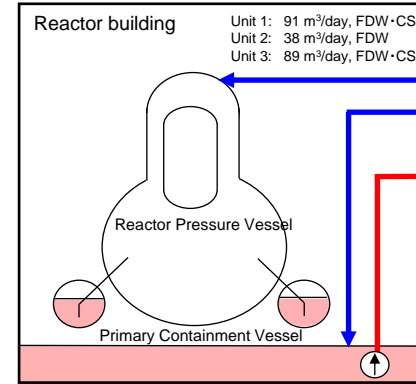 Reactor building
Unit 1: 91 m³/day, FDW・CS
Unit 2: 38 m³/day, FDW
Unit 3: 89 m³/day, FDW・CS
Reactor Pressure Vessel
Primary Containment Vessel